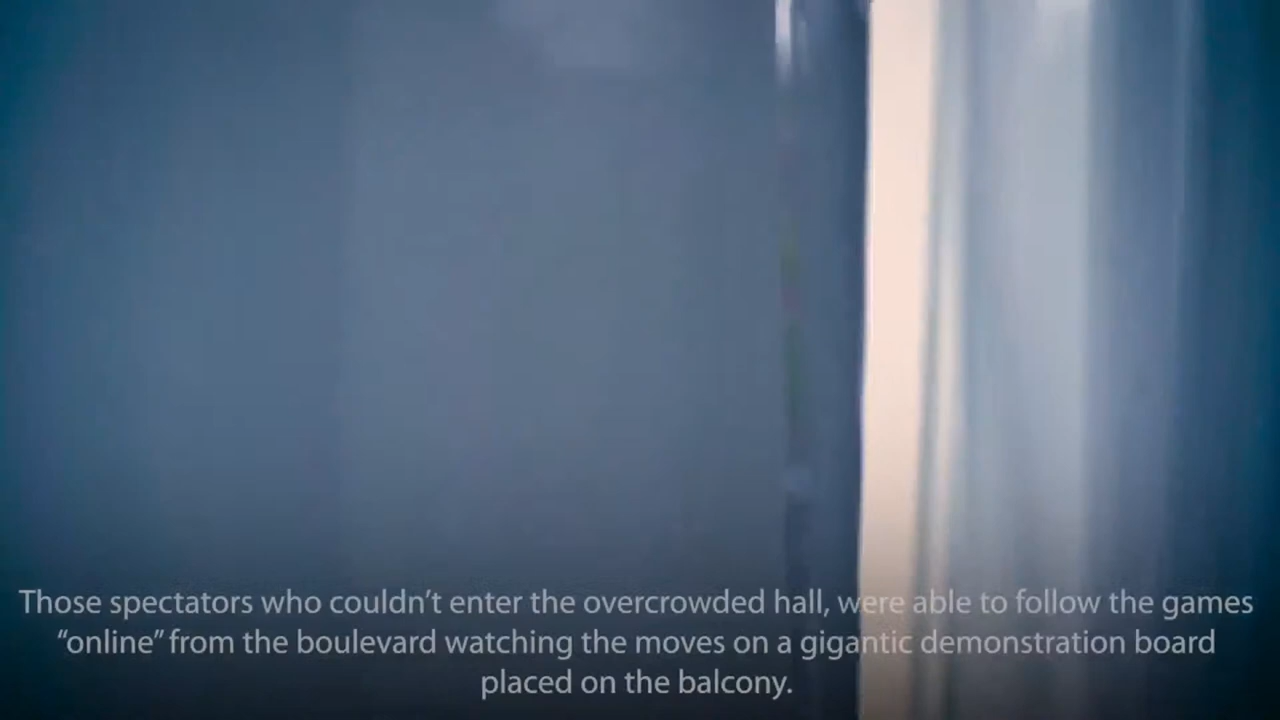 Those spectators who couldn’t enter the overcrowded hall, were able to follow the games
“online” from the boulevard watching the moves on a gigantic demonstration board
placed on the balcony.